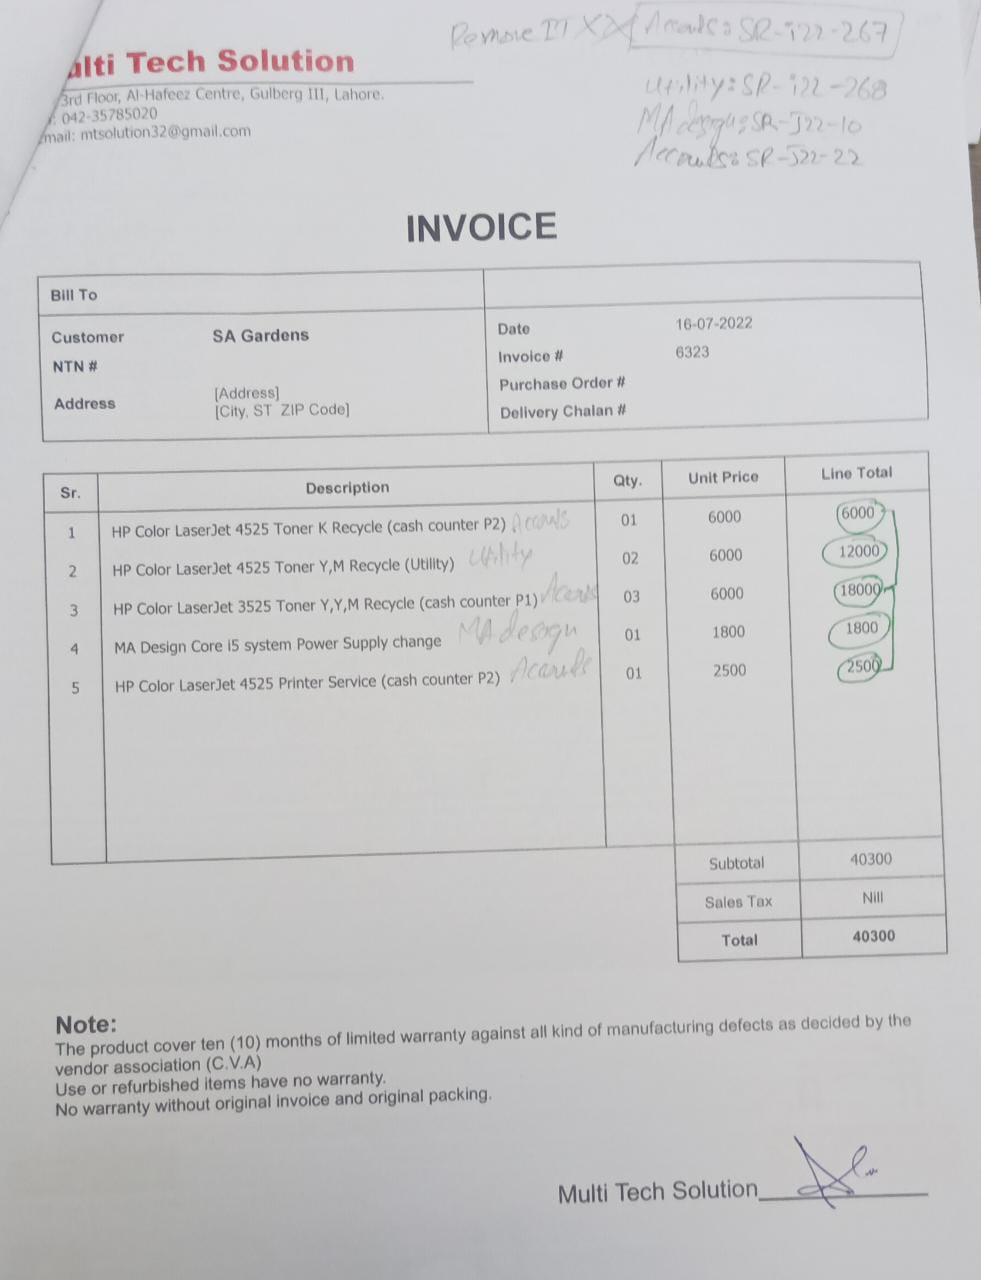 Remove IT XX Accouts: SR-i22-267
Utility: SR-i22-268
MA design: SR-J22-10
Accouts: SR-J22-22
ulti Tech Solution
3rd Floor, Al-Hafeez Centre, Gulberg III, Lahore.
: 042-35785020
mail: mtsolution32@gmail.com
INVOICE
Bill To
Customer SA Gardens Date 16-07-2022
NTN # Invoice # 6323
Address [Address] Purchase Order #
[City, ST ZIP Code] Delivery Chalan #
Sr. Description Qty. Unit Price Line Total
1 HP Color LaserJet 4525 Toner K Recycle (cash counter P2) 01 6000 6000
2 HP Color LaserJet 4525 Toner Y,M Recycle (Utility) Utility 02 6000 12000
3 HP Color LaserJet 3525 Toner Y,Y,M Recycle (cash counter P1) 03 6000 18000
4 MA Design Core i5 system Power Supply change MA design 01 1800 1800
5 HP Color LaserJet 4525 Printer Service (cash counter P2) 01 2500 2500
Subtotal 40300
Sales Tax Nill
Total 40300
Note:
The product cover ten (10) months of limited warranty against all kind of manufacturing defects as decided by the
vendor association (C.V.A)
Use or refurbished items have no warranty.
No warranty without original invoice and original packing.
Multi Tech Solution